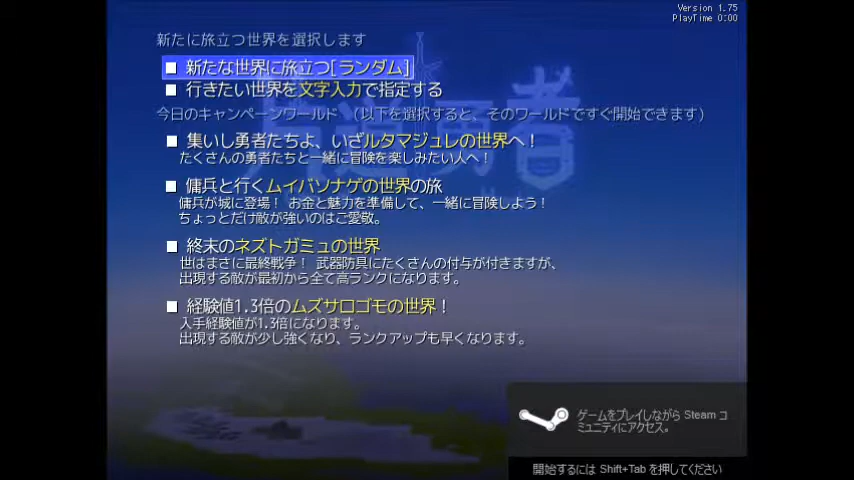 Version 1.75
PlayTime 0:00
新たに旅立つ世界を選択します
■ 新たな世界に旅立つ[ランダム]
■ 行きたい世界を文字入力で指定する
今日のキャンペーンワールド （以下を選択すると、そのワールドですぐ開始できます）
■ 集いし勇者たちよ、いざルタマジュレの世界へ！
たくさんの勇者たちと一緒に冒険を楽しみたい人へ！
■ 傭兵と行くムイバソナゲの世界の旅
傭兵が城に登場！ お金と魅力を準備して、一緒に冒険しよう！
ちょっとだけ敵が強いのはご愛敬。
■ 終末のネズトガミュの世界
世はまさに最終戦争！ 武器防具にたくさんの付与が付きますが、
出現する敵が最初から全て高ランクになります。
■ 経験値1.3倍のムズサロゴモの世界！
入手経験値が1.3倍になります。
出現する敵が少し強くなり、ランクアップも早くなります。
ゲームをプレイしながら Steam コ
ミュニティにアクセス。
開始するには Shift+Tab を押してください